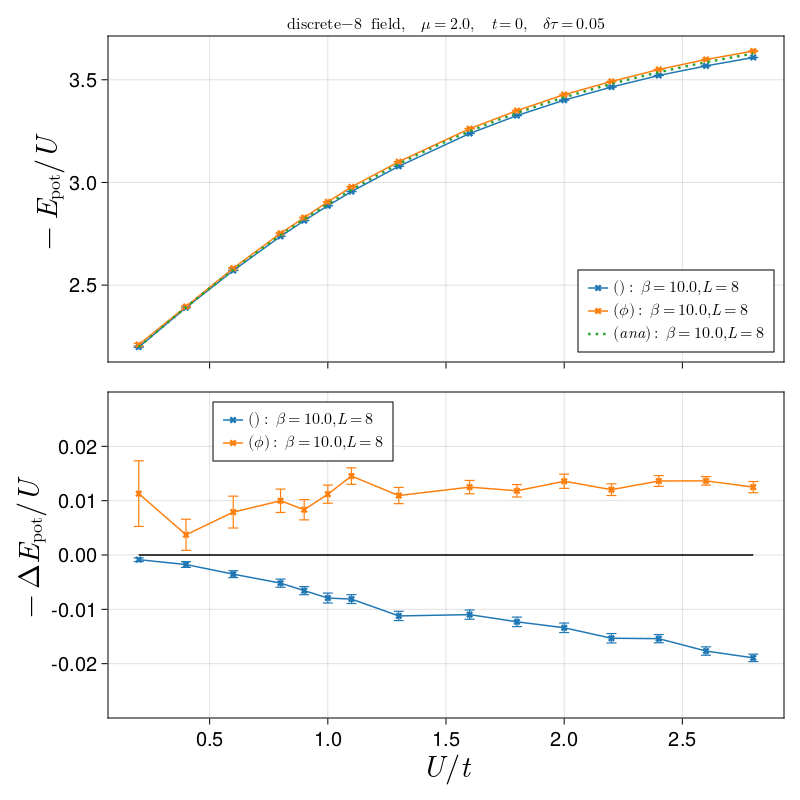 discrete−8 field, μ = 2.0, t = 0, δτ = 0.05
− E_pot / U
3.5
3.0
2.5
() : β = 10.0, L = 8
(ϕ) : β = 10.0, L = 8
(ana) : β = 10.0, L = 8
− ΔE_pot / U
() : β = 10.0, L = 8
(ϕ) : β = 10.0, L = 8
0.02
0.01
0.00
-0.01
-0.02
0.5 1.0 1.5 2.0 2.5
U/t